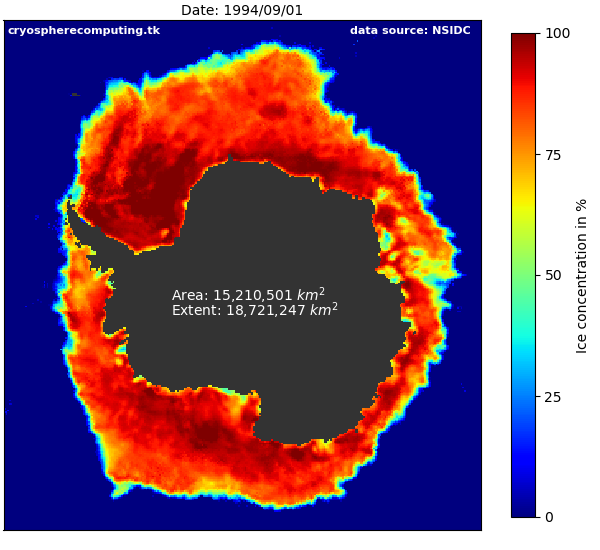 Date: 1994/09/01
cryospherecomputing.tk
data source: NSIDC
100
75
50
25
0
Ice concentration in %
Area: 15,210,501 km²
Extent: 18,721,247 km²